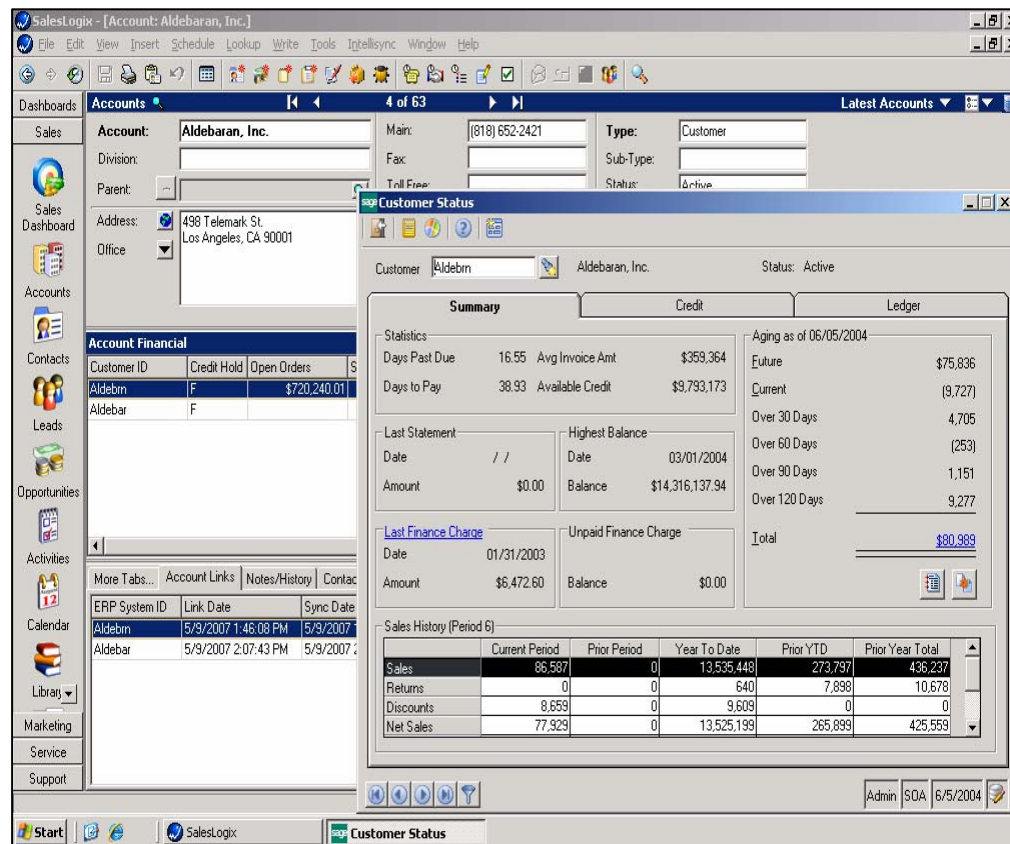 SalesLogix - [Account: Aldebaran, Inc.]
File Edit View Insert Schedule Lookup Write Tools Intellisync Window Help
Dashboards
Sales
Sales Dashboard
Accounts
Contacts
Leads
Opportunities
Activities
12
Calendar
Library
Marketing
Service
Support
Accounts 4 of 63 Latest Accounts
Account: Aldebaran, Inc. Main: (818) 652-2421 Type: Customer
Division: Fax: Sub-Type:
Parent: Toll Free: Status: Active
Address: 498 Telemark St.
Los Angeles, CA 90001
Office
Account Financial
Customer ID Credit Hold Open Orders S
Aldebrn F $720,240.01
Aldebar F
More Tabs... Account Links Notes/History Contac
ERP System ID Link Date Sync Date
Aldebrn 5/9/2007 1:46:08 PM 5/9/2007 1
Aldebar 5/9/2007 2:07:43 PM 5/9/2007 2
sage Customer Status
Customer Aldebrn Aldebaran, Inc. Status: Active
Summary Credit Ledger
Statistics
Days Past Due 16.55 Avg Invoice Amt $359,364
Days to Pay 38.93 Available Credit $9,793,173
Last Statement
Date / /
Amount $0.00
Highest Balance
Date 03/01/2004
Balance $14,316,137.94
Last Finance Charge
Date 01/31/2003
Amount $6,472.60
Unpaid Finance Charge
Balance $0.00
Aging as of 06/05/2004
Future $75,836
Current (9,727)
Over 30 Days 4,705
Over 60 Days (253)
Over 90 Days 1,151
Over 120 Days 9,277
Total $80,989
Sales History (Period 6)
Current Period Prior Period Year To Date Prior YTD Prior Year Total
Sales 86,587 0 13,535,448 273,797 436,237
Returns 0 0 640 7,898 10,678
Discounts 8,659 0 9,609 0 0
Net Sales 77,929 0 13,525,199 265,899 425,559
Admin SOA 6/5/2004
Start SalesLogix sage Customer Status